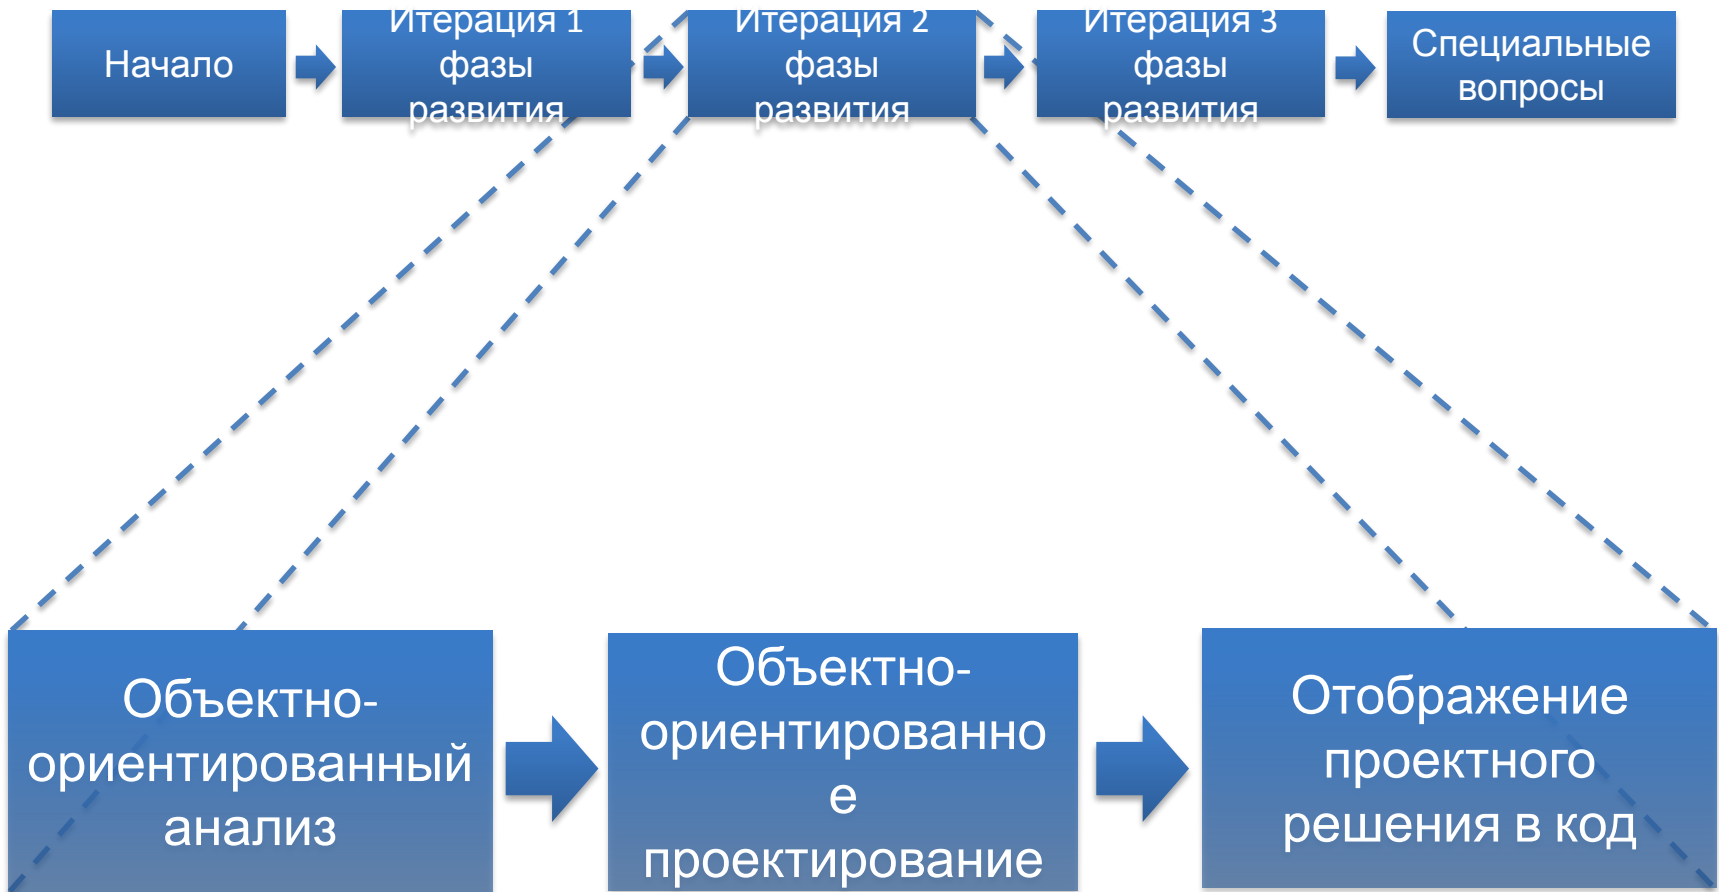 Начало
Итерация 1
фазы
развития
Итерация 2
фазы
развития
Итерация 3
фазы
развития
Специальные
вопросы
Объектно-
ориентированный
анализ
Объектно-
ориентированно
е
проектирование
Отображение
проектного
решения в код